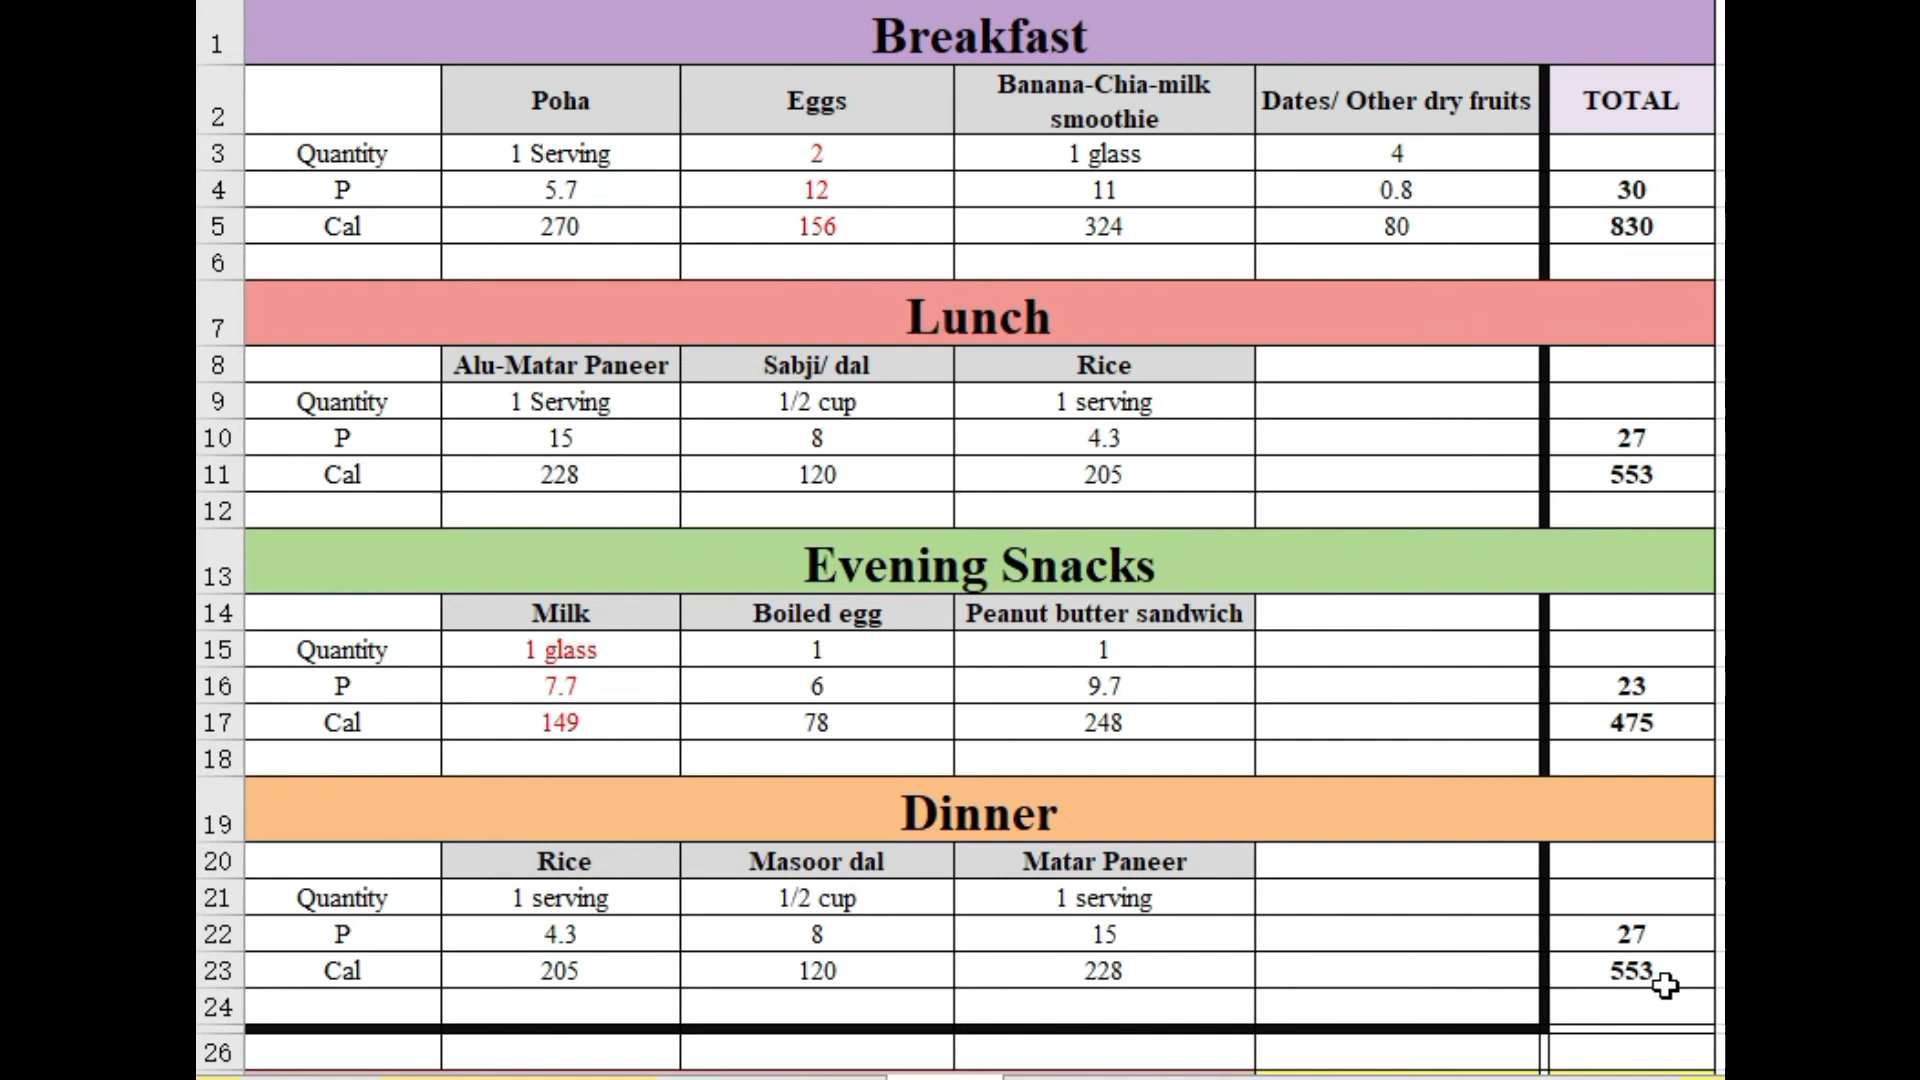 1 Breakfast
2 Poha Eggs Banana-Chia-milk smoothie Dates/ Other dry fruits TOTAL
3 Quantity 1 Serving 2 1 glass 4
4 P 5.7 12 11 0.8 30
5 Cal 270 156 324 80 830
6
7 Lunch
8 Alu-Matar Paneer Sabji/ dal Rice
9 Quantity 1 Serving 1/2 cup 1 serving
10 P 15 8 4.3 27
11 Cal 228 120 205 553
12
13 Evening Snacks
14 Milk Boiled egg Peanut butter sandwich
15 Quantity 1 glass 1 1
16 P 7.7 6 9.7 23
17 Cal 149 78 248 475
18
19 Dinner
20 Rice Masoor dal Matar Paneer
21 Quantity 1 serving 1/2 cup 1 serving
22 P 4.3 8 15 27
23 Cal 205 120 228 553
24
26